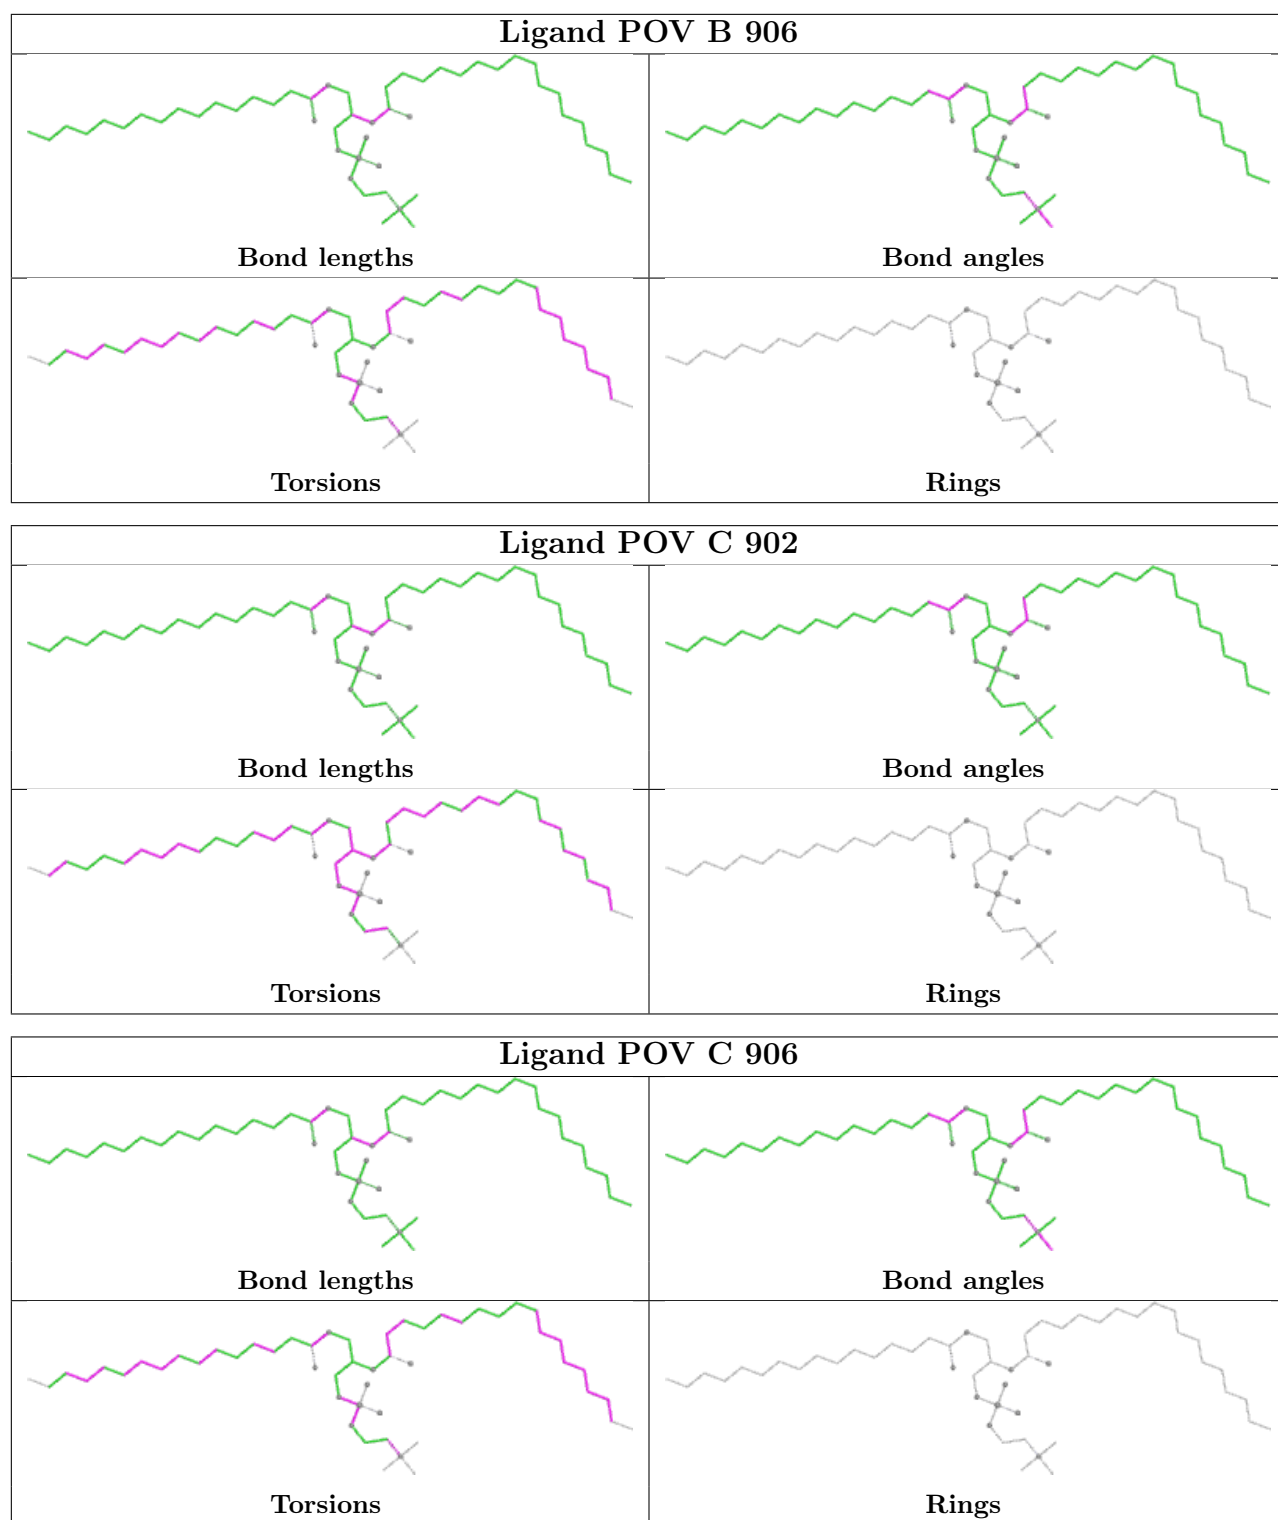 Ligand POV B 906
Bond lengths
Bond angles
Torsions
Rings
Ligand POV C 902
Bond lengths
Bond angles
Torsions
Rings
Ligand POV C 906
Bond lengths
Bond angles
Torsions
Rings